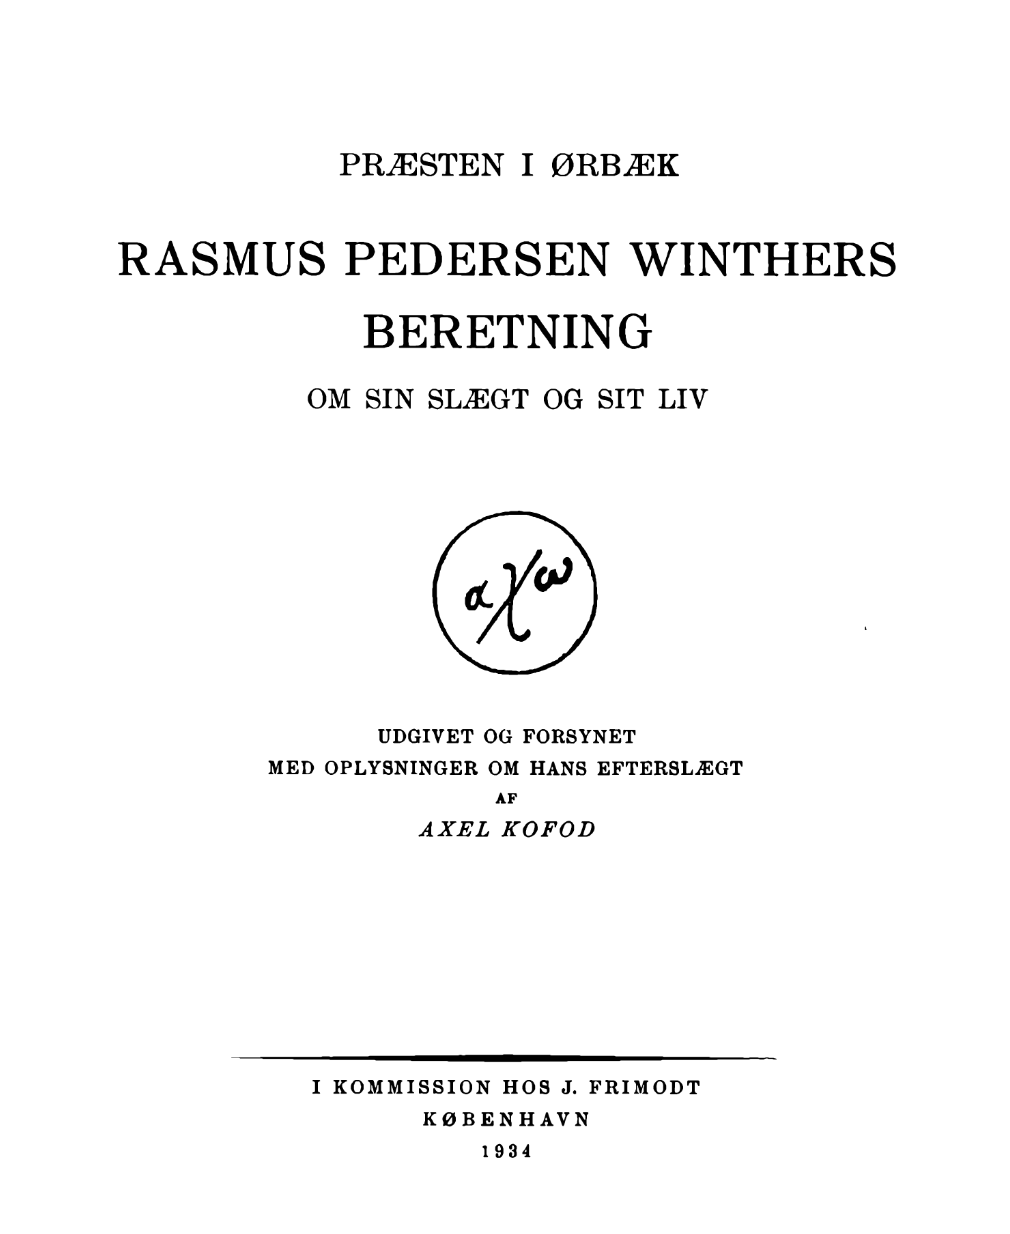 PRÆSTEN I ØRBÆK
RASMUS PEDERSEN WINTHERS
BERETNING
OM SIN SLÆGT OG SIT LIV
α χ ω
UDGIVET OG FORSYNET
MED OPLYSNINGER OM HANS EFTERSLÆGT
AF
AXEL KOFOD
I KOMMISSION HOS J. FRIMODT
KØBENHAVN
1934